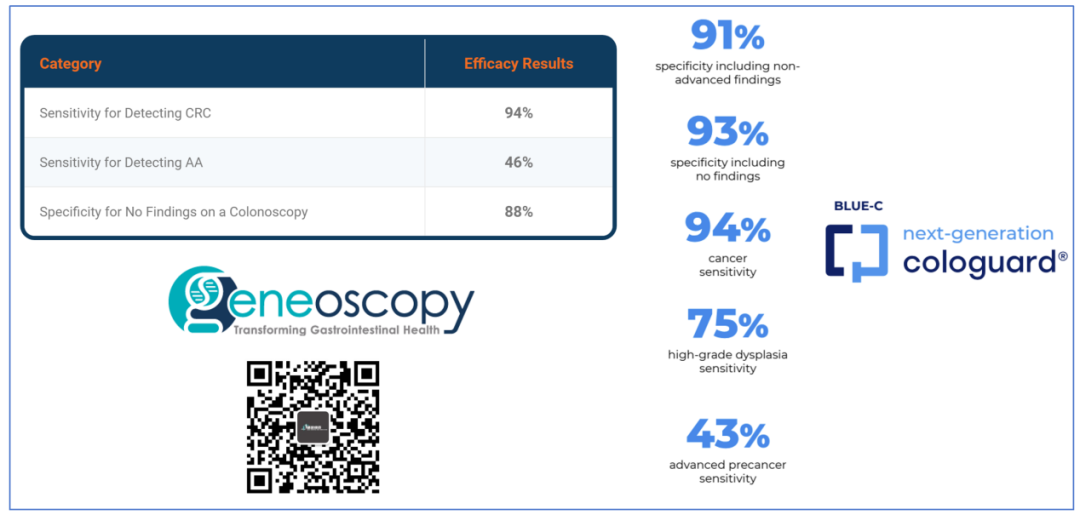 Category Efficacy Results
Sensitivity for Detecting CRC 94%
Sensitivity for Detecting AA 46%
Specificity for No Findings on a Colonoscopy 88%
geneoscopy
Transforming Gastrointestinal Health
91%
specificity including non-
advanced findings
93%
specificity including
no findings
94%
cancer
sensitivity
75%
high-grade dysplasia
sensitivity
43%
advanced precancer
sensitivity
BLUE-C
next-generation
cologuard®